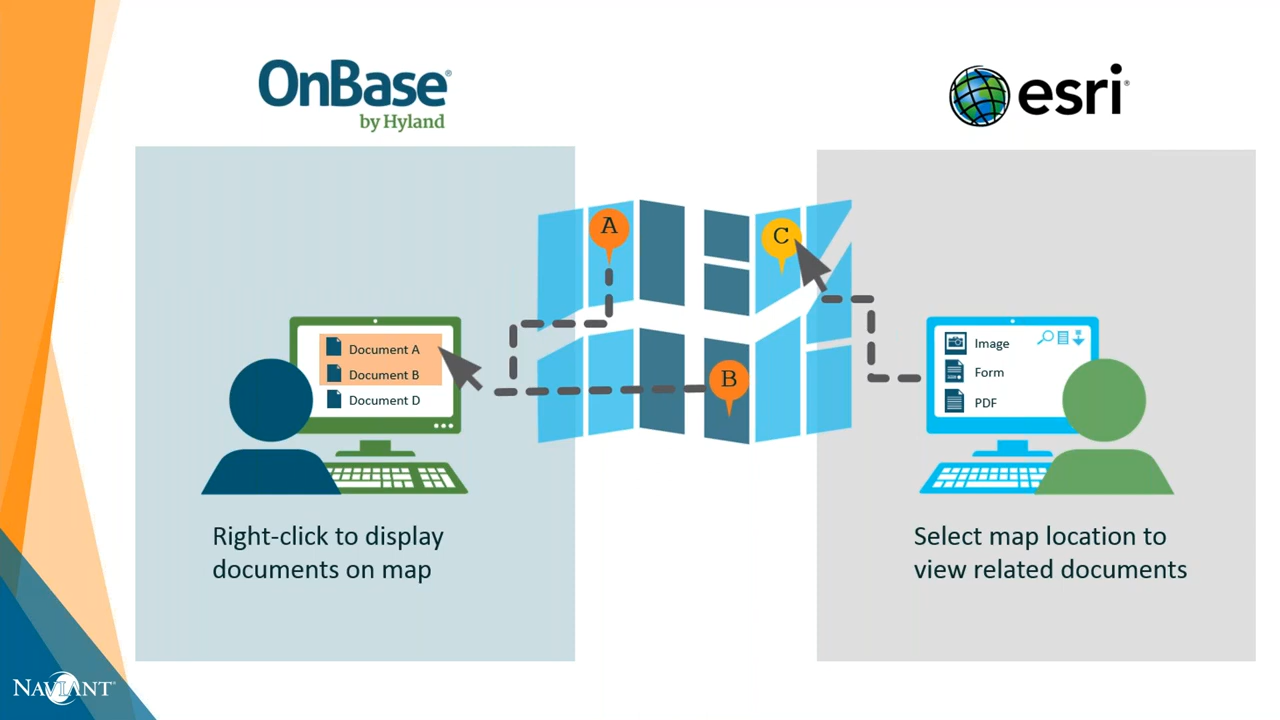 OnBase®
by Hyland
esri®
A
C
B
Document A
Document B
Document D
Image
Form
PDF
Right-click to display
documents on map
Select map location to
view related documents
NAVIANT®